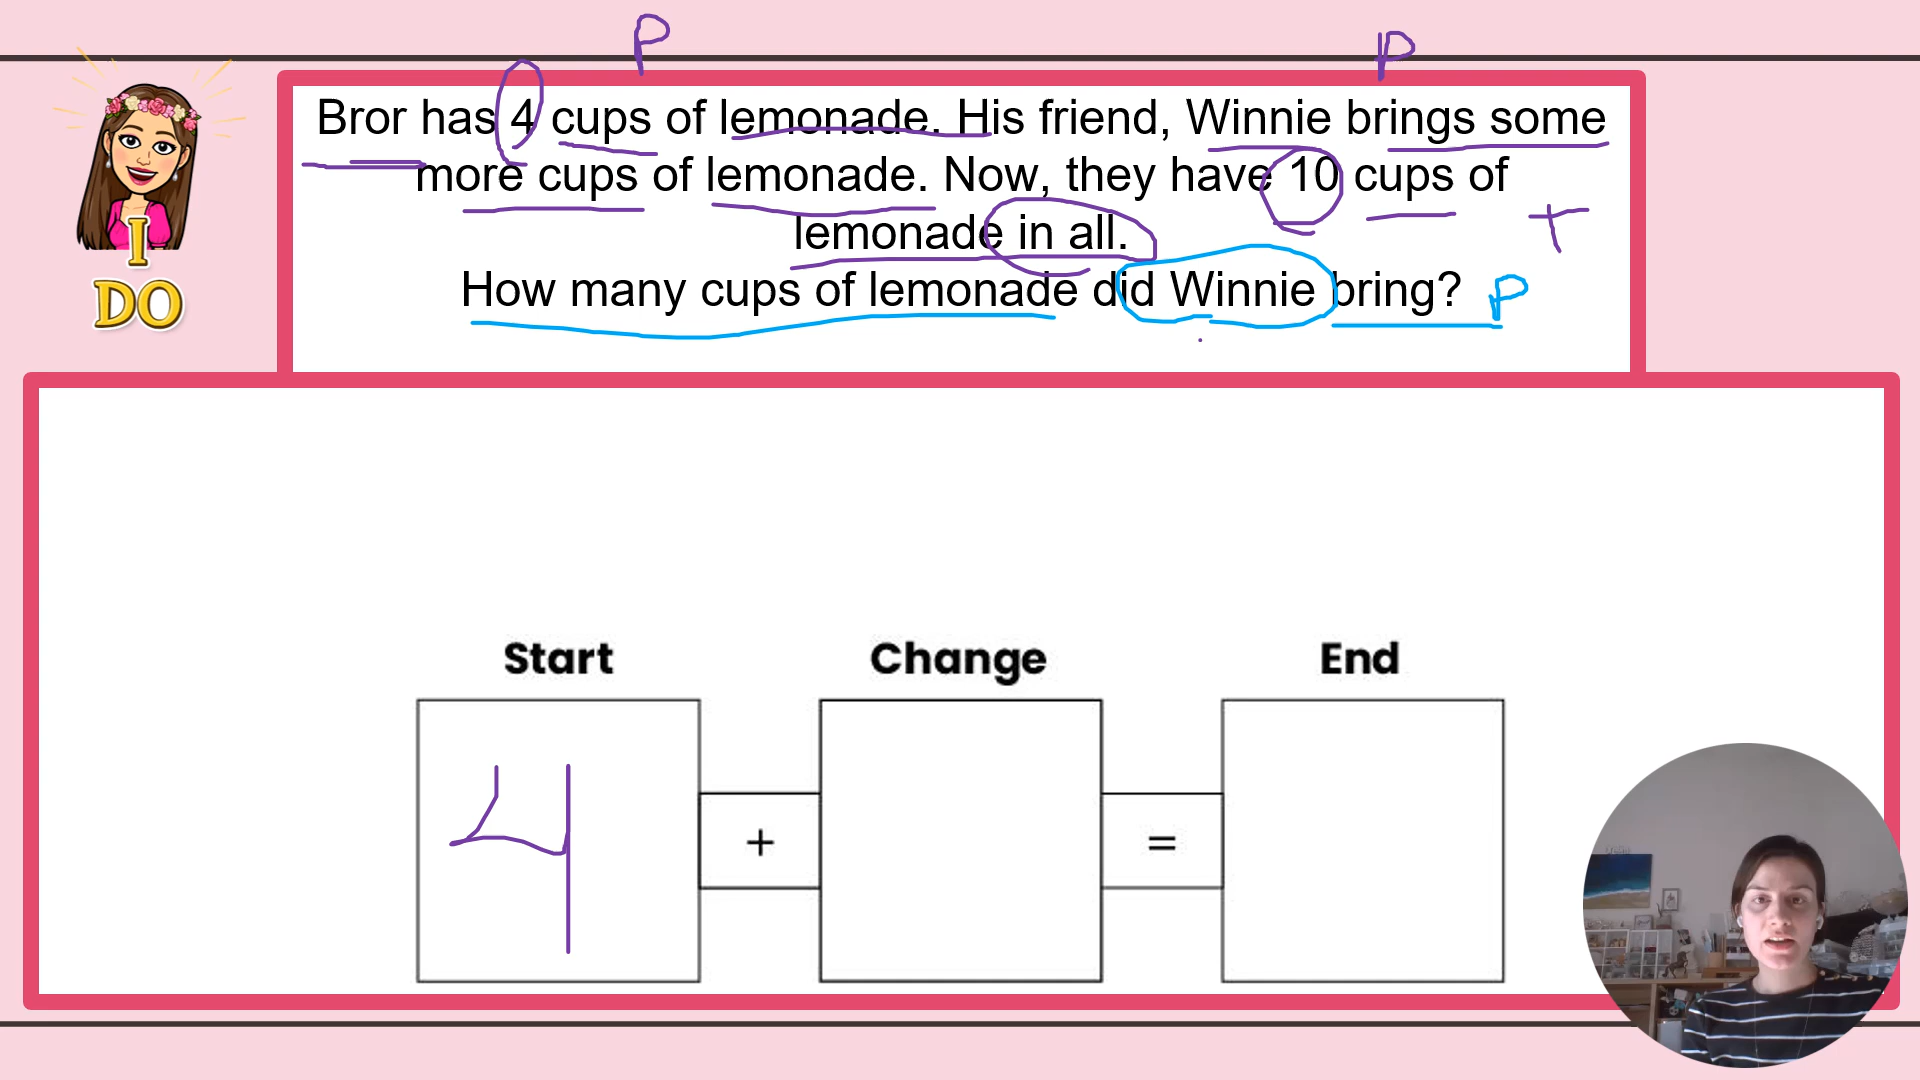 P P
Bror has 4 cups of lemonade. His friend, Winnie brings some
more cups of lemonade. Now, they have 10 cups of
lemonade in all.
T
How many cups of lemonade did Winnie bring?
P
I
DO
Start Change End
4 + =